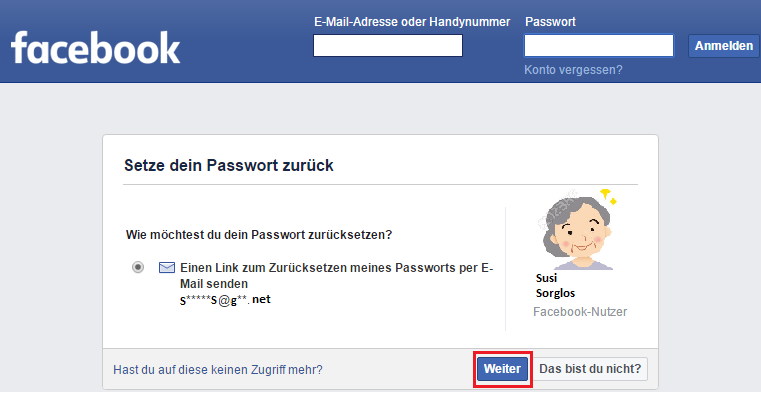 facebook
E-Mail-Adresse oder Handynummer
Passwort
Anmelden
Konto vergessen?
Setze dein Passwort zurück
Wie möchtest du dein Passwort zurücksetzen?
Einen Link zum Zurücksetzen meines Passworts per E-
Mail senden
s*****s@g**. net
Susi
Sorglos
Facebook-Nutzer
Hast du auf diese keinen Zugriff mehr?
Weiter
Das bist du nicht?